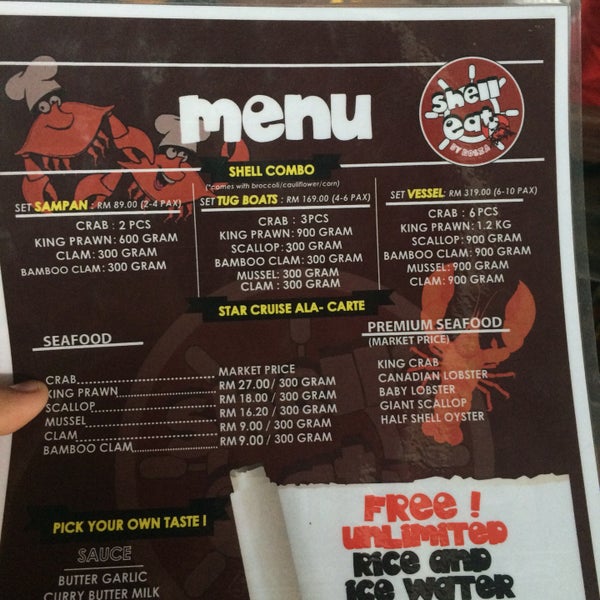 menu
shell
eat
SHELL COMBO
(*comes with broccoli/cauliflower/corn)
SET SAMPAN : RM 89.00 (2-4 PAX)
CRAB : 2 PCS
KING PRAWN: 600 GRAM
CLAM: 300 GRAM
BAMBOO CLAM: 300 GRAM
SET TUG BOATS : RM 169.00 (4-6 PAX)
CRAB : 3PCS
KING PRAWN: 900 GRAM
SCALLOP: 300 GRAM
BAMBOO CLAM: 300 GRAM
MUSSEL: 300 GRAM
CLAM : 300 GRAM
SET VESSEL: RM 319.00 (6-10 PAX)
CRAB : 6 PCS
KING PRAWN: 1.2 KG
SCALLOP: 900 GRAM
BAMBOO CLAM: 900 GRAM
MUSSEL: 900 GRAM
CLAM: 900 GRAM
STAR CRUISE ALA- CARTE
SEAFOOD
CRAB MARKET PRICE
KING PRAWN RM 27.00/ 300 GRAM
SCALLOP RM 18.00 / 300 GRAM
MUSSEL RM 16.20 / 300 GRAM
CLAM RM 9.00 / 300 GRAM
BAMBOO CLAM RM 9.00 / 300 GRAM
PREMIUM SEAFOOD
(MARKET PRICE)
KING CRAB
CANADIAN LOBSTER
BABY LOBSTER
GIANT SCALLOP
HALF SHELL OYSTER
PICK YOUR OWN TASTE !
SAUCE
BUTTER GARLIC
CURRY BUTTER MILK
FREE !
UNLIMITED
RICE AND
ICE WATER